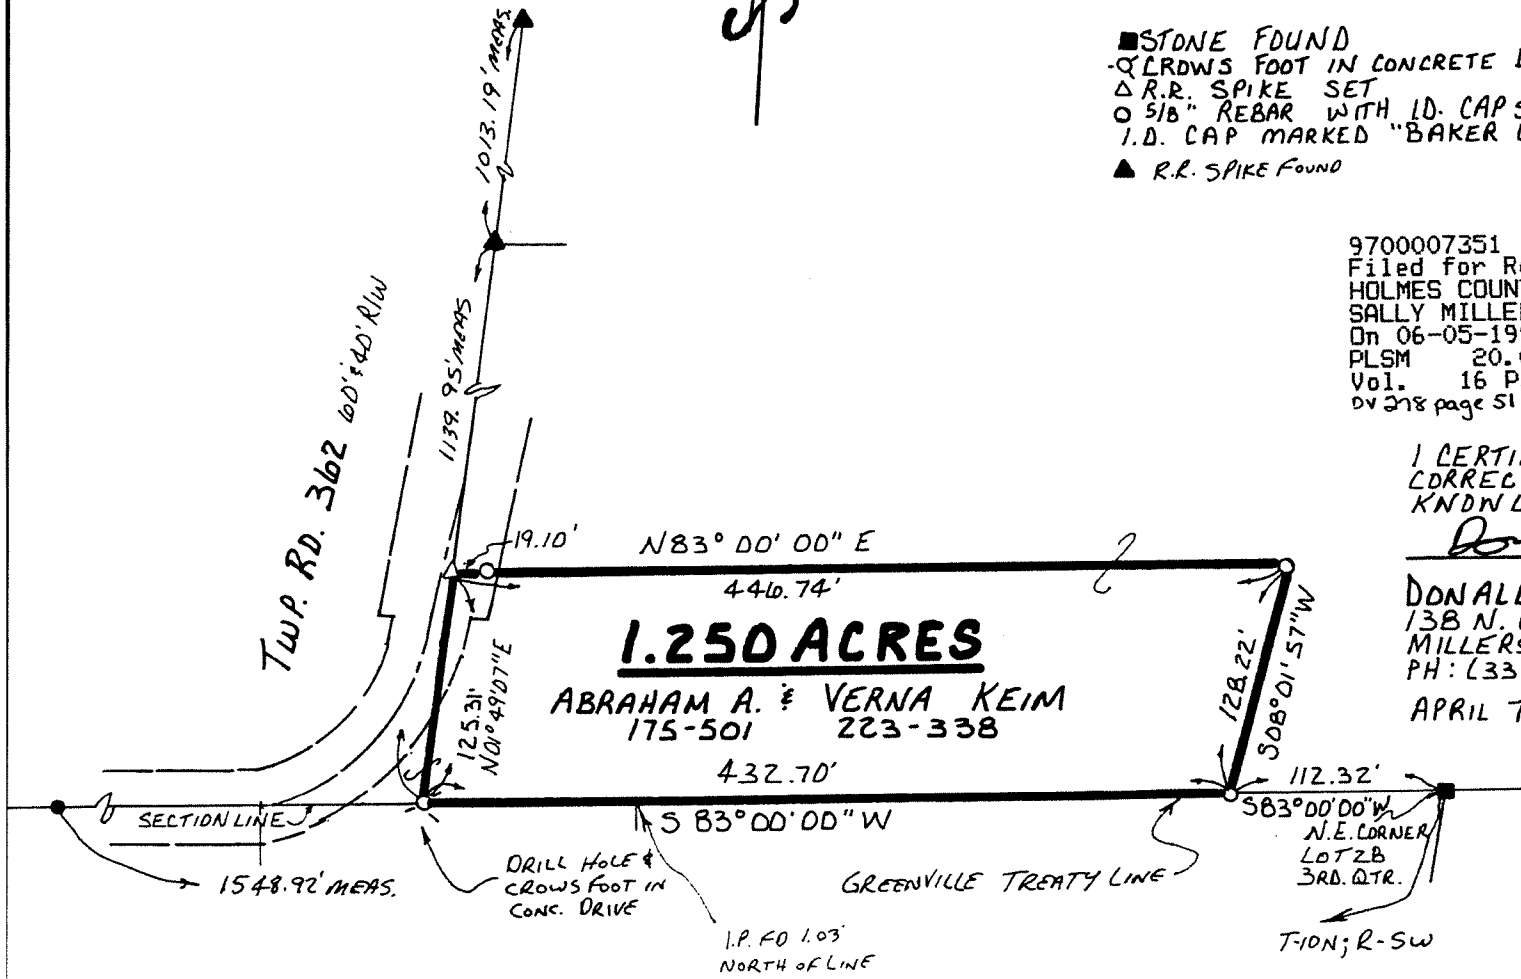 ■ STONE FOUND
CROWS FOOT IN CONCRETE
△ R.R. SPIKE SET
○ 5/8" REBAR WITH I.D. CAP
I.D. CAP MARKED "BAKER
▲ R.R. SPIKE FOUND
1013.19' MEAS.
9700007351
Filed for R
HOLMES COUN
SALLY MILLE
On 06-05-19
PLSM 20.
Vol. 16 P
DV 278 page 51
1139.95' MEAS
TWP. RD. 362 60' & 40' R/W
I CERTI
CORREC
KNOWL
DONAL
138 N.
MILLERS
PH: (33
APRIL
19.10'
N83° 00' 00" E
446.74'
1.250 ACRES
ABRAHAM A. & VERNA KEIM
175-501 223-338
125.31'
N01° 49' 07" E
128.22'
S08° 01' 57" W
432.70'
S 83° 00' 00" W
112.32'
S83° 00' 00" W
N.E. CORNER
LOT 28
3RD. QTR.
SECTION LINE
1548.92' MEAS.
DRILL HOLE &
CROWS FOOT IN
CONC. DRIVE
GREENVILLE TREATY LINE
I.P. FD 1.03'
NORTH OF LINE
T-10N; R-5W